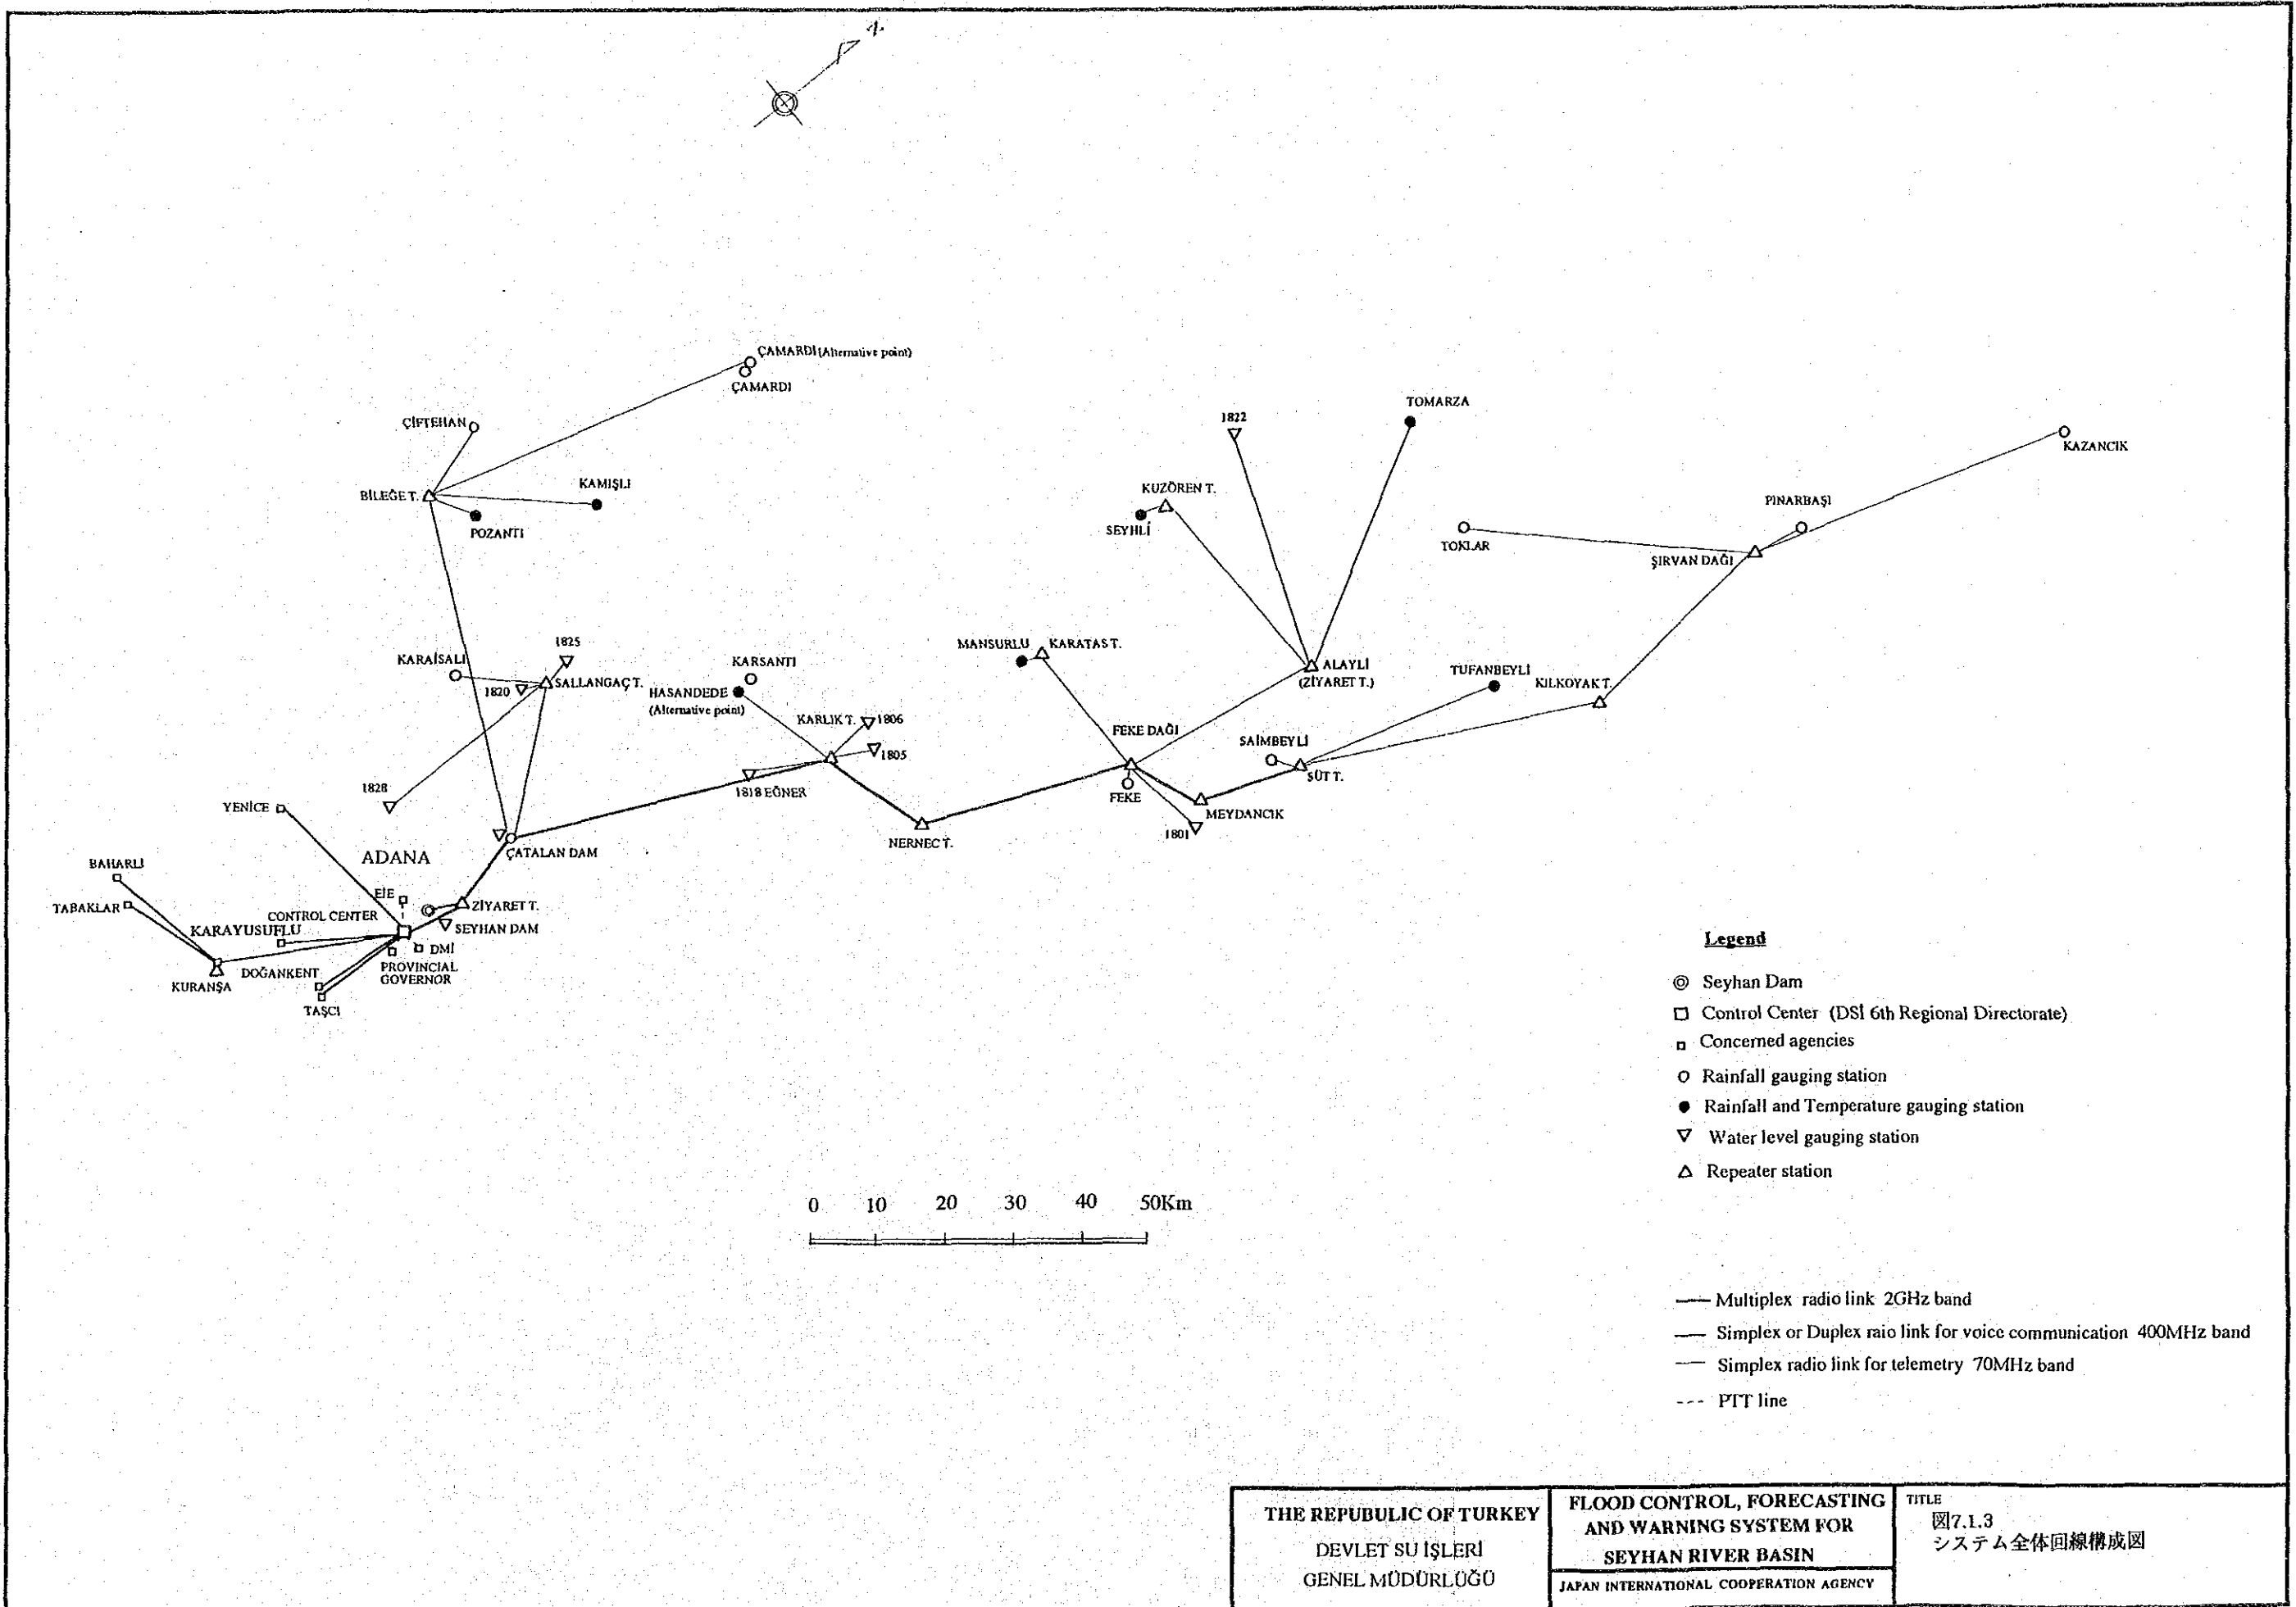 ÇAMARDI (Alternative point)
ÇAMARDI
ÇİFTEHAN
BİLEĞE T.
KAMIŞLI
POZANTI
1822
TOMARZA
KUZÖREN T.
SEYHLİ
KAZANCIK
PINARBAŞI
TOKLAR
ŞIRVAN DAĞI
1825
KARAİSALI
1820
SALLANGAÇ T.
KARSANTI
HASANDEDE
(Alternative point)
KARLIK T.
1806
1805
1818 EĞNER
MANSURLU
KARATAS T.
ALAYLİ
(ZİYARET T.)
TUFANBEYLİ
KILKOYAK T.
FEKE DAĞI
SAİMBEYLİ
SÜT T.
FEKE
MEYDANCIK
1801
NERNEC T.
1828
YENİCE
ADANA
ÇATALAN DAM
BAHARLI
TABAKLAR
EİE
ZİYARET T.
CONTROL CENTER
KARAYUSUFLU
SEYHAN DAM
DMİ
PROVINCIAL
GOVERNOR
KURANŞA
DOĞANKENT
TAŞCI
Legend
Seyhan Dam
Control Center (DSİ 6th Regional Directorate)
Concerned agencies
Rainfall gauging station
Rainfall and Temperature gauging station
Water level gauging station
Repeater station
0 10 20 30 40 50Km
Multiplex radio link 2GHz band
Simplex or Duplex raio link for voice communication 400MHz band
Simplex radio link for telemetry 70MHz band
PTT line
THE REPUBULIC OF TURKEY
DEVLET SU İŞLERİ
GENEL MÜDÜRLÜĞÜ
FLOOD CONTROL, FORECASTING
AND WARNING SYSTEM FOR
SEYHAN RIVER BASIN
JAPAN INTERNATIONAL COOPERATION AGENCY
TITLE
図7.1.3
システム全体回線構成図